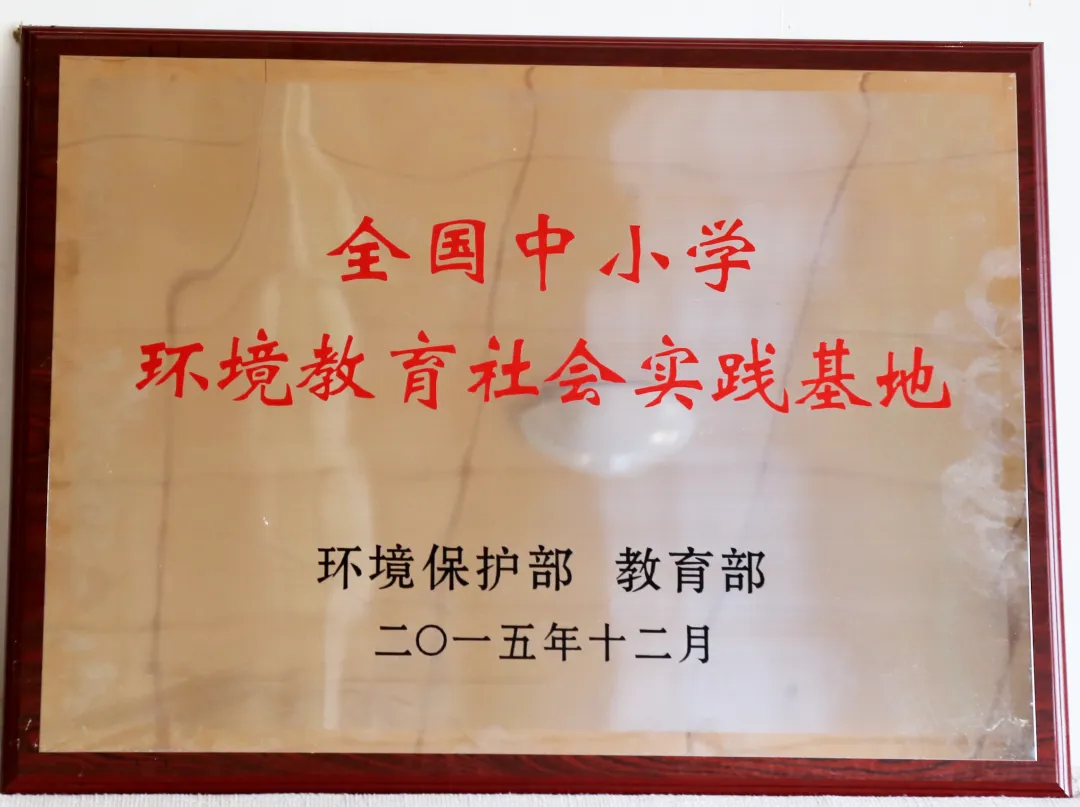 全国中小学
环境教育社会实践基地
环境保护部 教育部
二〇一五年十二月